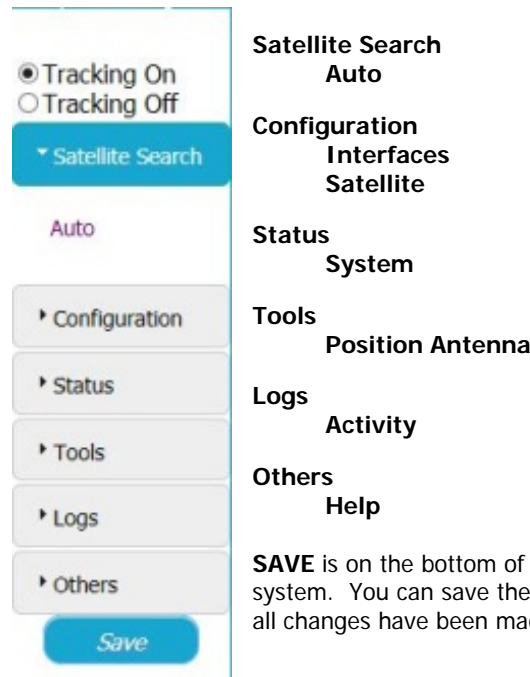 Tracking On
Tracking Off
Satellite Search
Auto
Configuration
Status
Tools
Logs
Others
Save
Satellite Search
Auto
Configuration
Interfaces
Satellite
Status
System
Tools
Position Antenna
Logs
Activity
Others
Help
SAVE is on the bottom of
system. You can save the
all changes have been